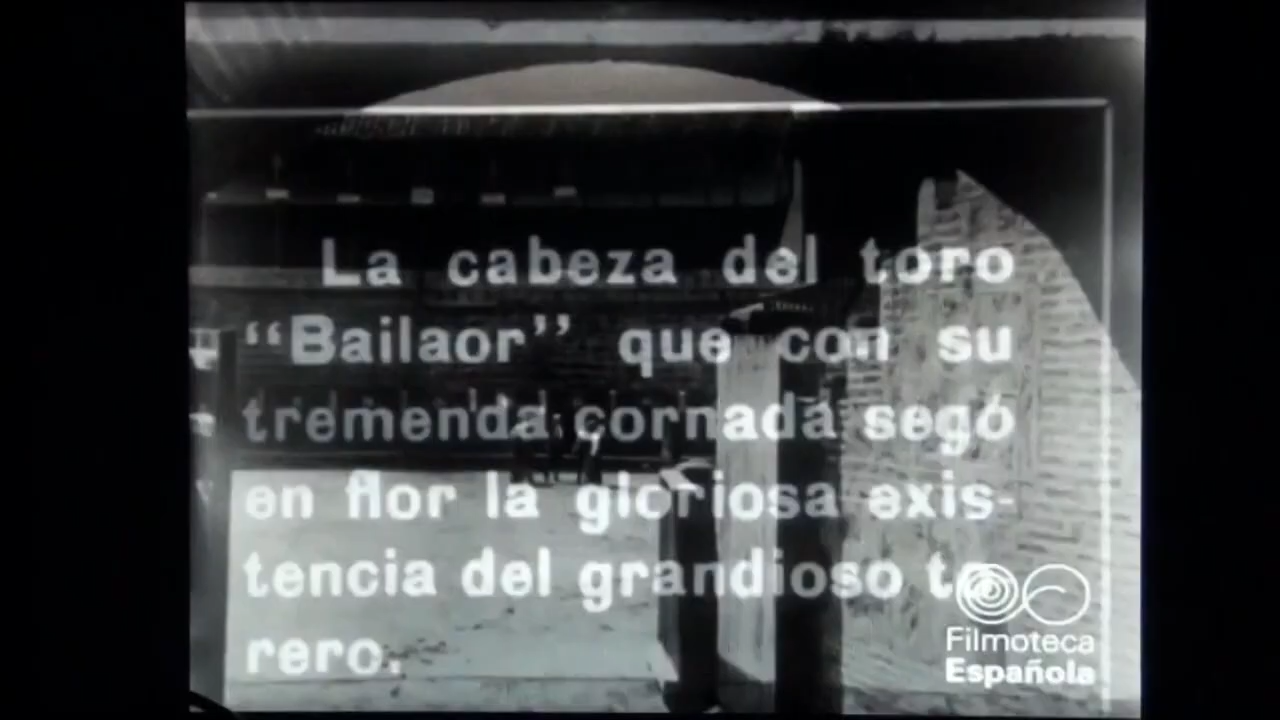 La cabeza del toro
“Bailaor” que con su
tremenda cornada segó
en flor la gloriosa exis-
tencia del grandioso to
rero.
Filmoteca
Española